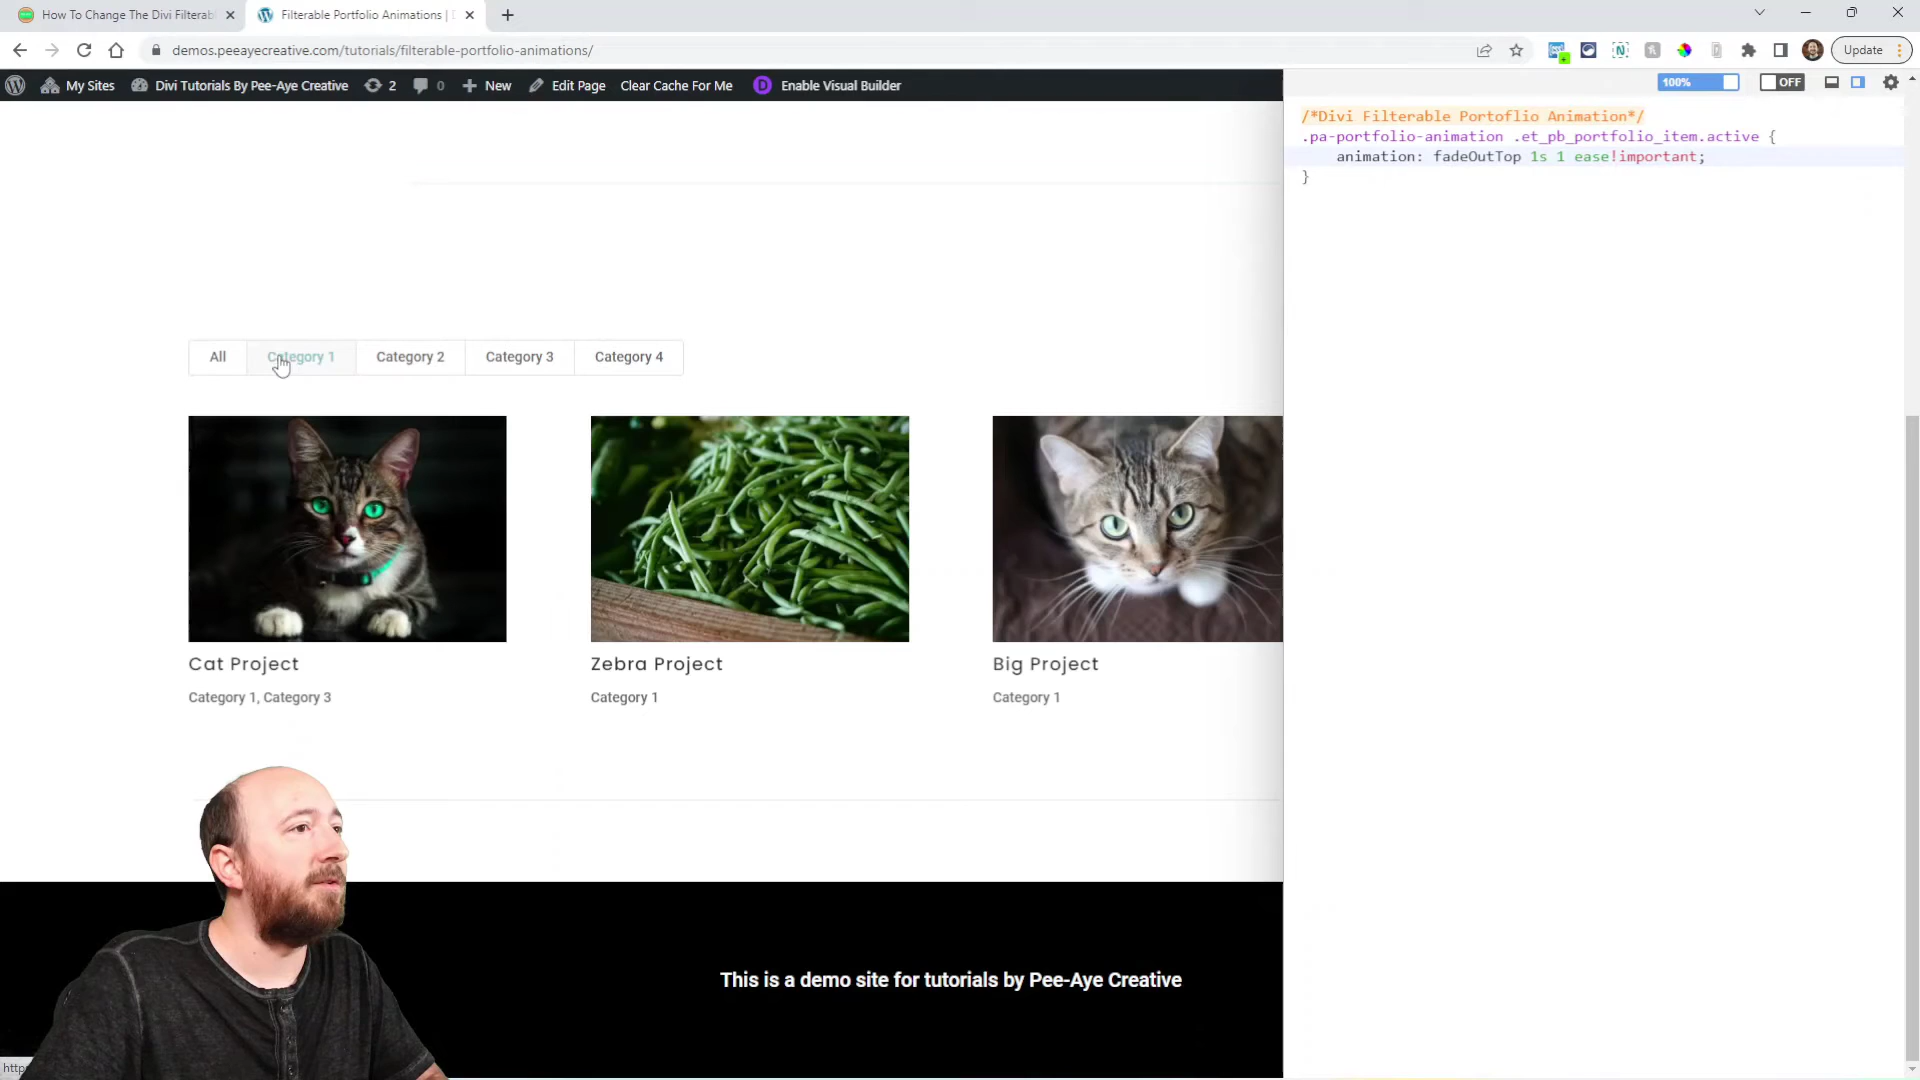 How To Change The Divi Filterabl
Filterable Portfolio Animations | D
demos.peeayecreative.com/tutorials/filterable-portfolio-animations/
Update
My Sites
Divi Tutorials By Pee-Aye Creative
2
0
New
Edit Page
Clear Cache For Me
D
Enable Visual Builder
100%
OFF
/*Divi Filterable Portoflio Animation*/
.pa-portfolio-animation .et_pb_portfolio_item.active {
animation: fadeOutTop 1s 1 ease!important;
}
All
Category 1
Category 2
Category 3
Category 4
Cat Project
Zebra Project
Big Project
Category 1, Category 3
Category 1
Category 1
This is a demo site for tutorials by Pee-Aye Creative